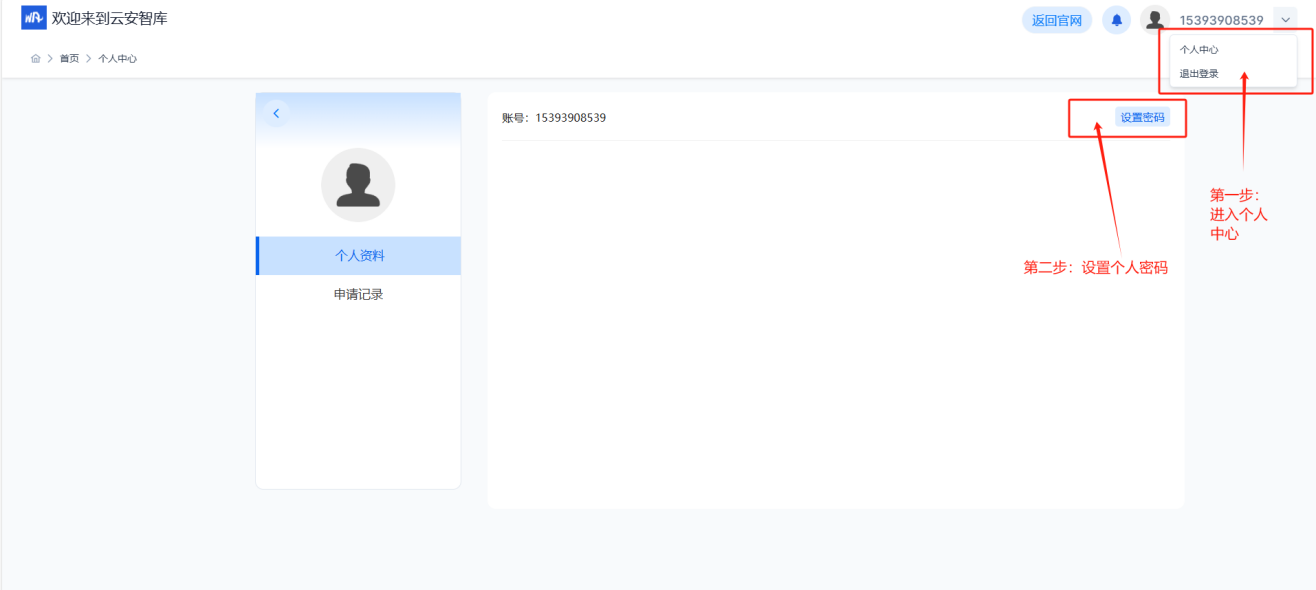 欢迎来到云安智库
返回官网
15393908539
首页
个人中心
个人中心
退出登录
账号：15393908539
设置密码
个人资料
申请记录
第一步：
进入个人
中心
第二步：设置个人密码